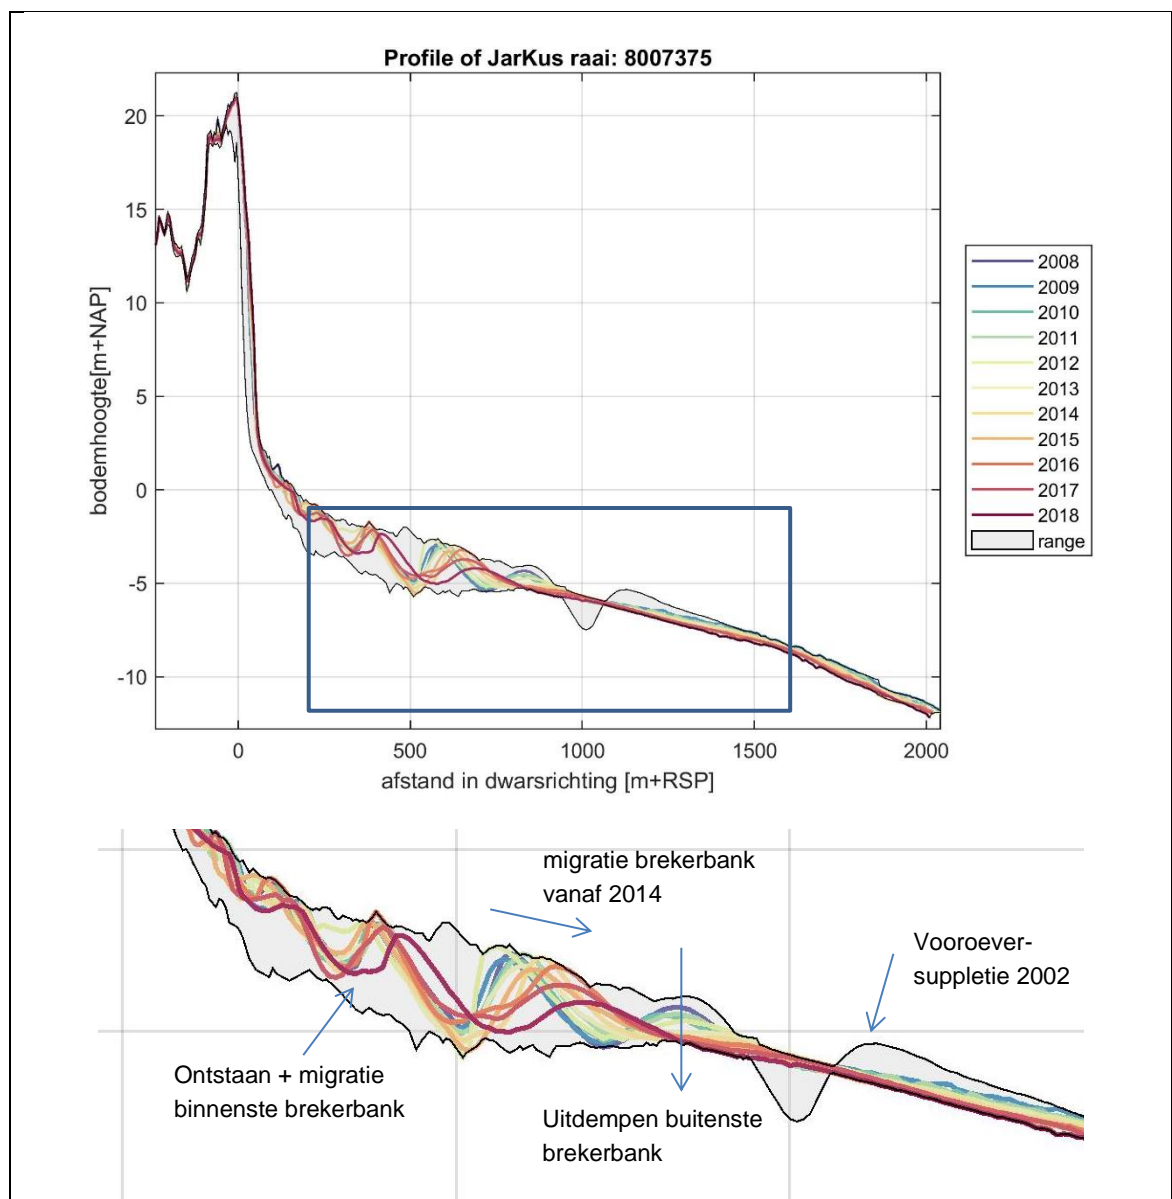 Profile of JarKus raai: 8007375
20
15
10
5
0
-5
-10
bodemhoogte[m+NAP]
0
500
1000
1500
2000
afstand in dwarsrichting [m+RSP]
2008
2009
2010
2011
2012
2013
2014
2015
2016
2017
2018
range
migratie brekerbank
vanaf 2014
Vooroever-
suppletie 2002
Ontstaan + migratie
binnenste brekerbank
Uitdempen buitenste
brekerbank